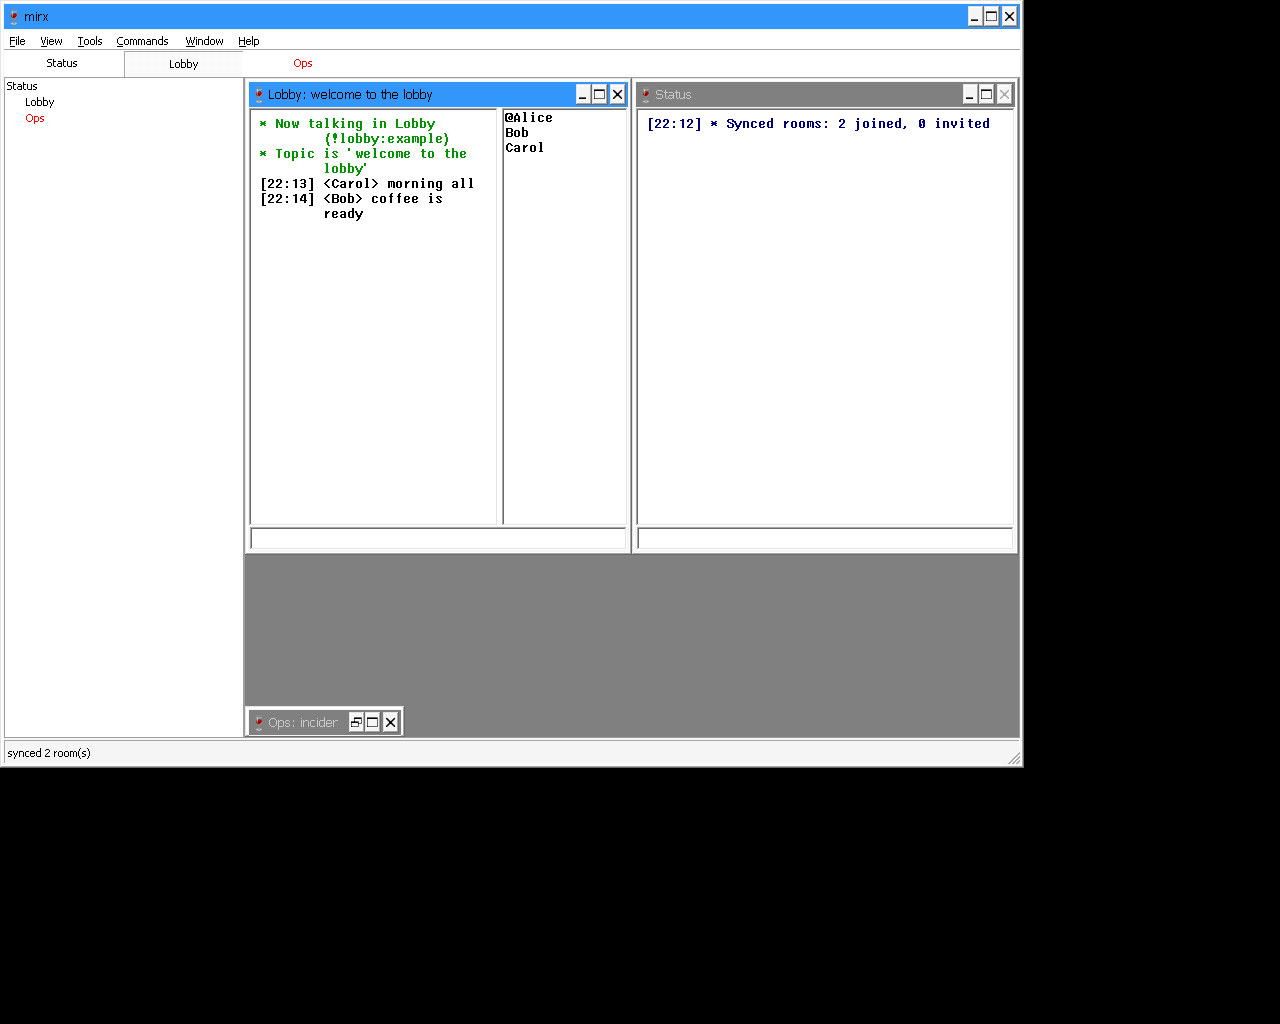 mirx
File View Tools Commands Window Help
Status Lobby Ops
Status
Lobby
Ops
Lobby: welcome to the lobby
* Now talking in Lobby
(!lobby:example)
* Topic is 'welcome to the
lobby'
[22:13] <Carol> morning all
[22:14] <Bob> coffee is
ready
@Alice
Bob
Carol
Status
[22:12] * Synced rooms: 2 joined, 0 invited
Ops: incider
synced 2 room(s)